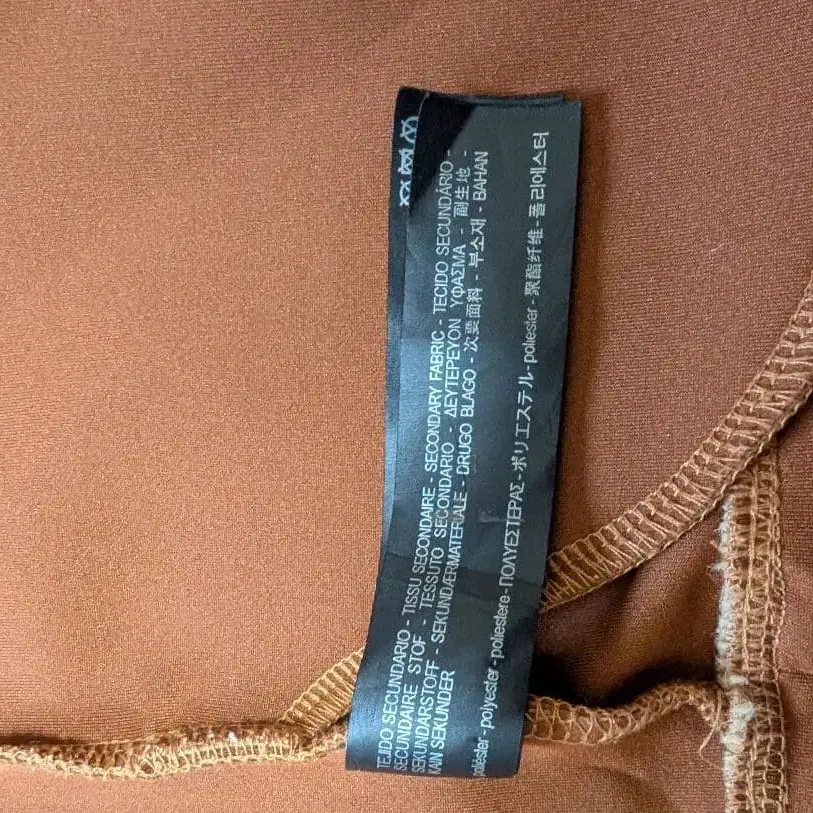 TEJIDO SECUNDARIO - TISSU SECONDAIRE - SECONDARY FABRIC - TECIDO SECUNDÁRIO -
SECUNDAIRE STOF - TESSUTO SECONDARIO - ΔΕΥΤΕΡΕΥΟΝ ΥΦΑΣΜΑ - 副生地 -
SEKUNDÄRSTOFF - SEKUNDÆRMATERIALE - DRUGO BLAGO - 次要面料 - 부소재 - BAHAN
KAIN SEKUNDER
poliéster - polyester - poliestere - ΠΟΛΥΕΣΤΕΡΑΣ - ポリエステル - poliester - 聚酯纤维 - 폴리에스터